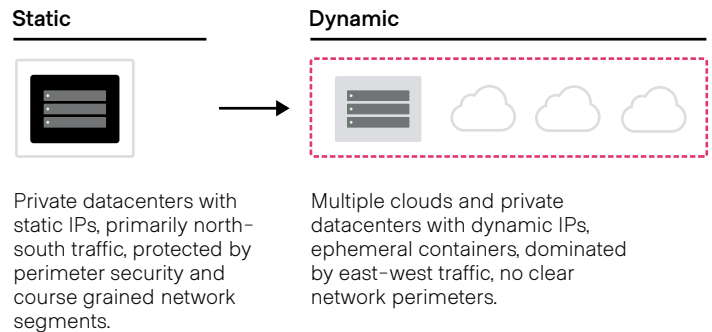 Static
Dynamic
Private datacenters with
static IPs, primarily north-
south traffic, protected by
perimeter security and
course grained network
segments.
Multiple clouds and private
datacenters with dynamic IPs,
ephemeral containers, dominated
by east-west traffic, no clear
network perimeters.